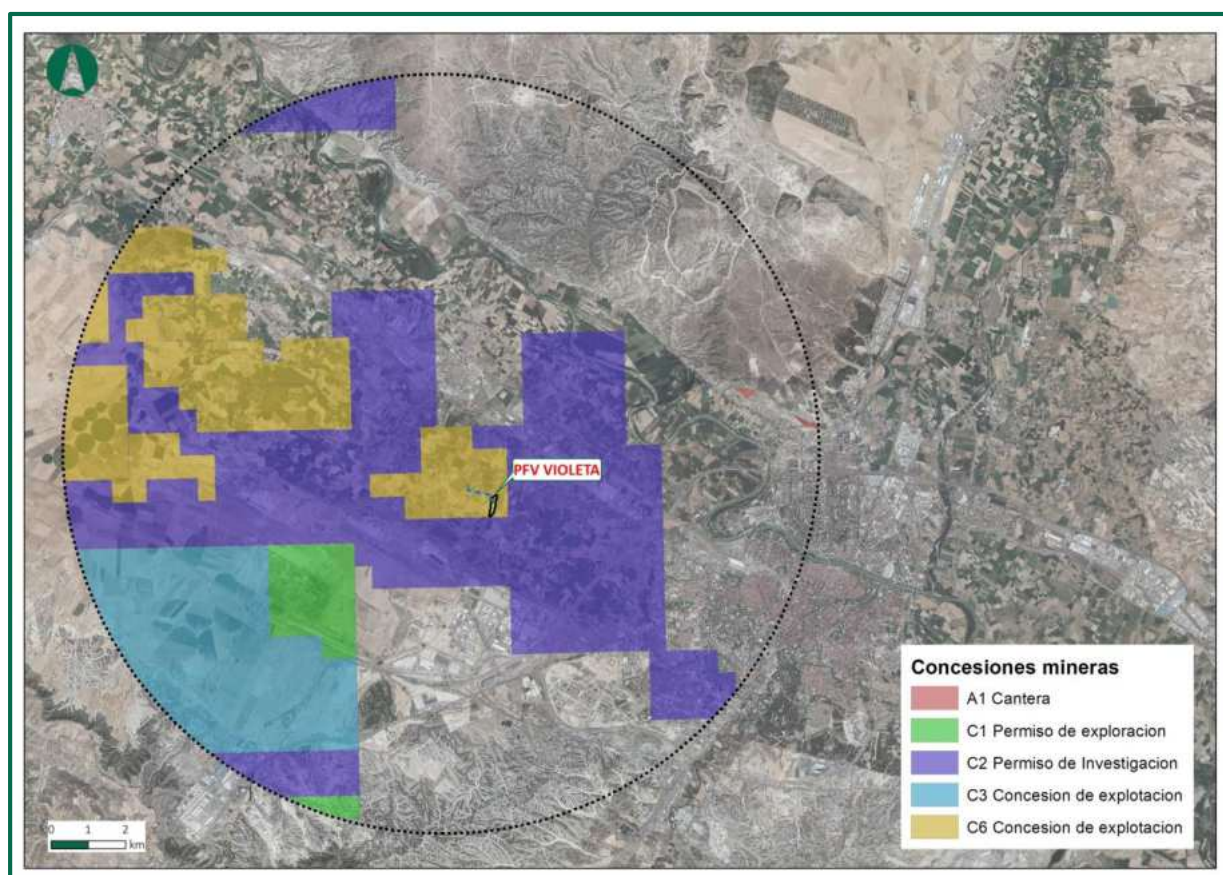 PFV VIOLETA
Concesiones mineras
A1 Cantera
C1 Permiso de exploracion
C2 Permiso de Investigacion
C3 Concesion de explotacion
C6 Concesion de explotacion
0 1 2
km